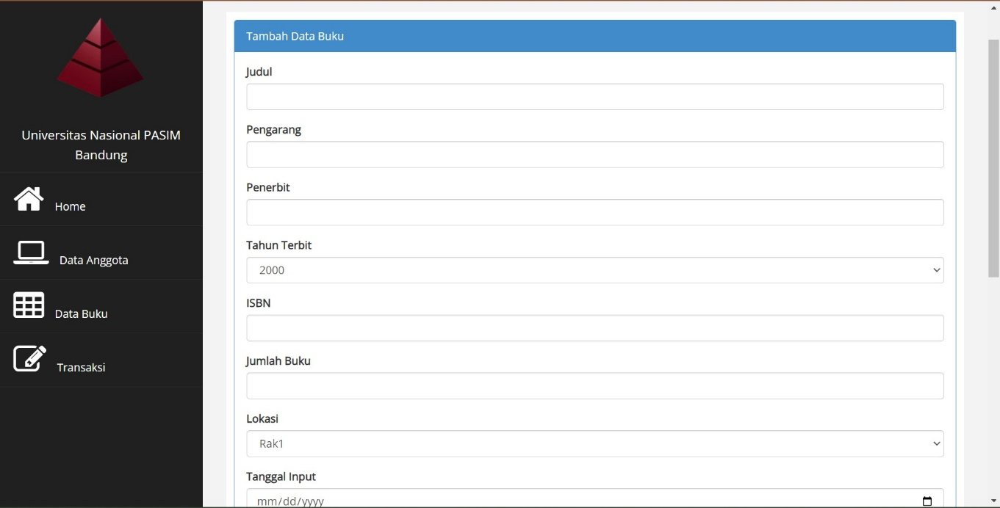 Universitas Nasional PASIM
Bandung
Home
Data Anggota
Data Buku
Transaksi
Tambah Data Buku
Judul
Pengarang
Penerbit
Tahun Terbit
2000
ISBN
Jumlah Buku
Lokasi
Rak1
Tanggal Input
mm/dd/yyyy